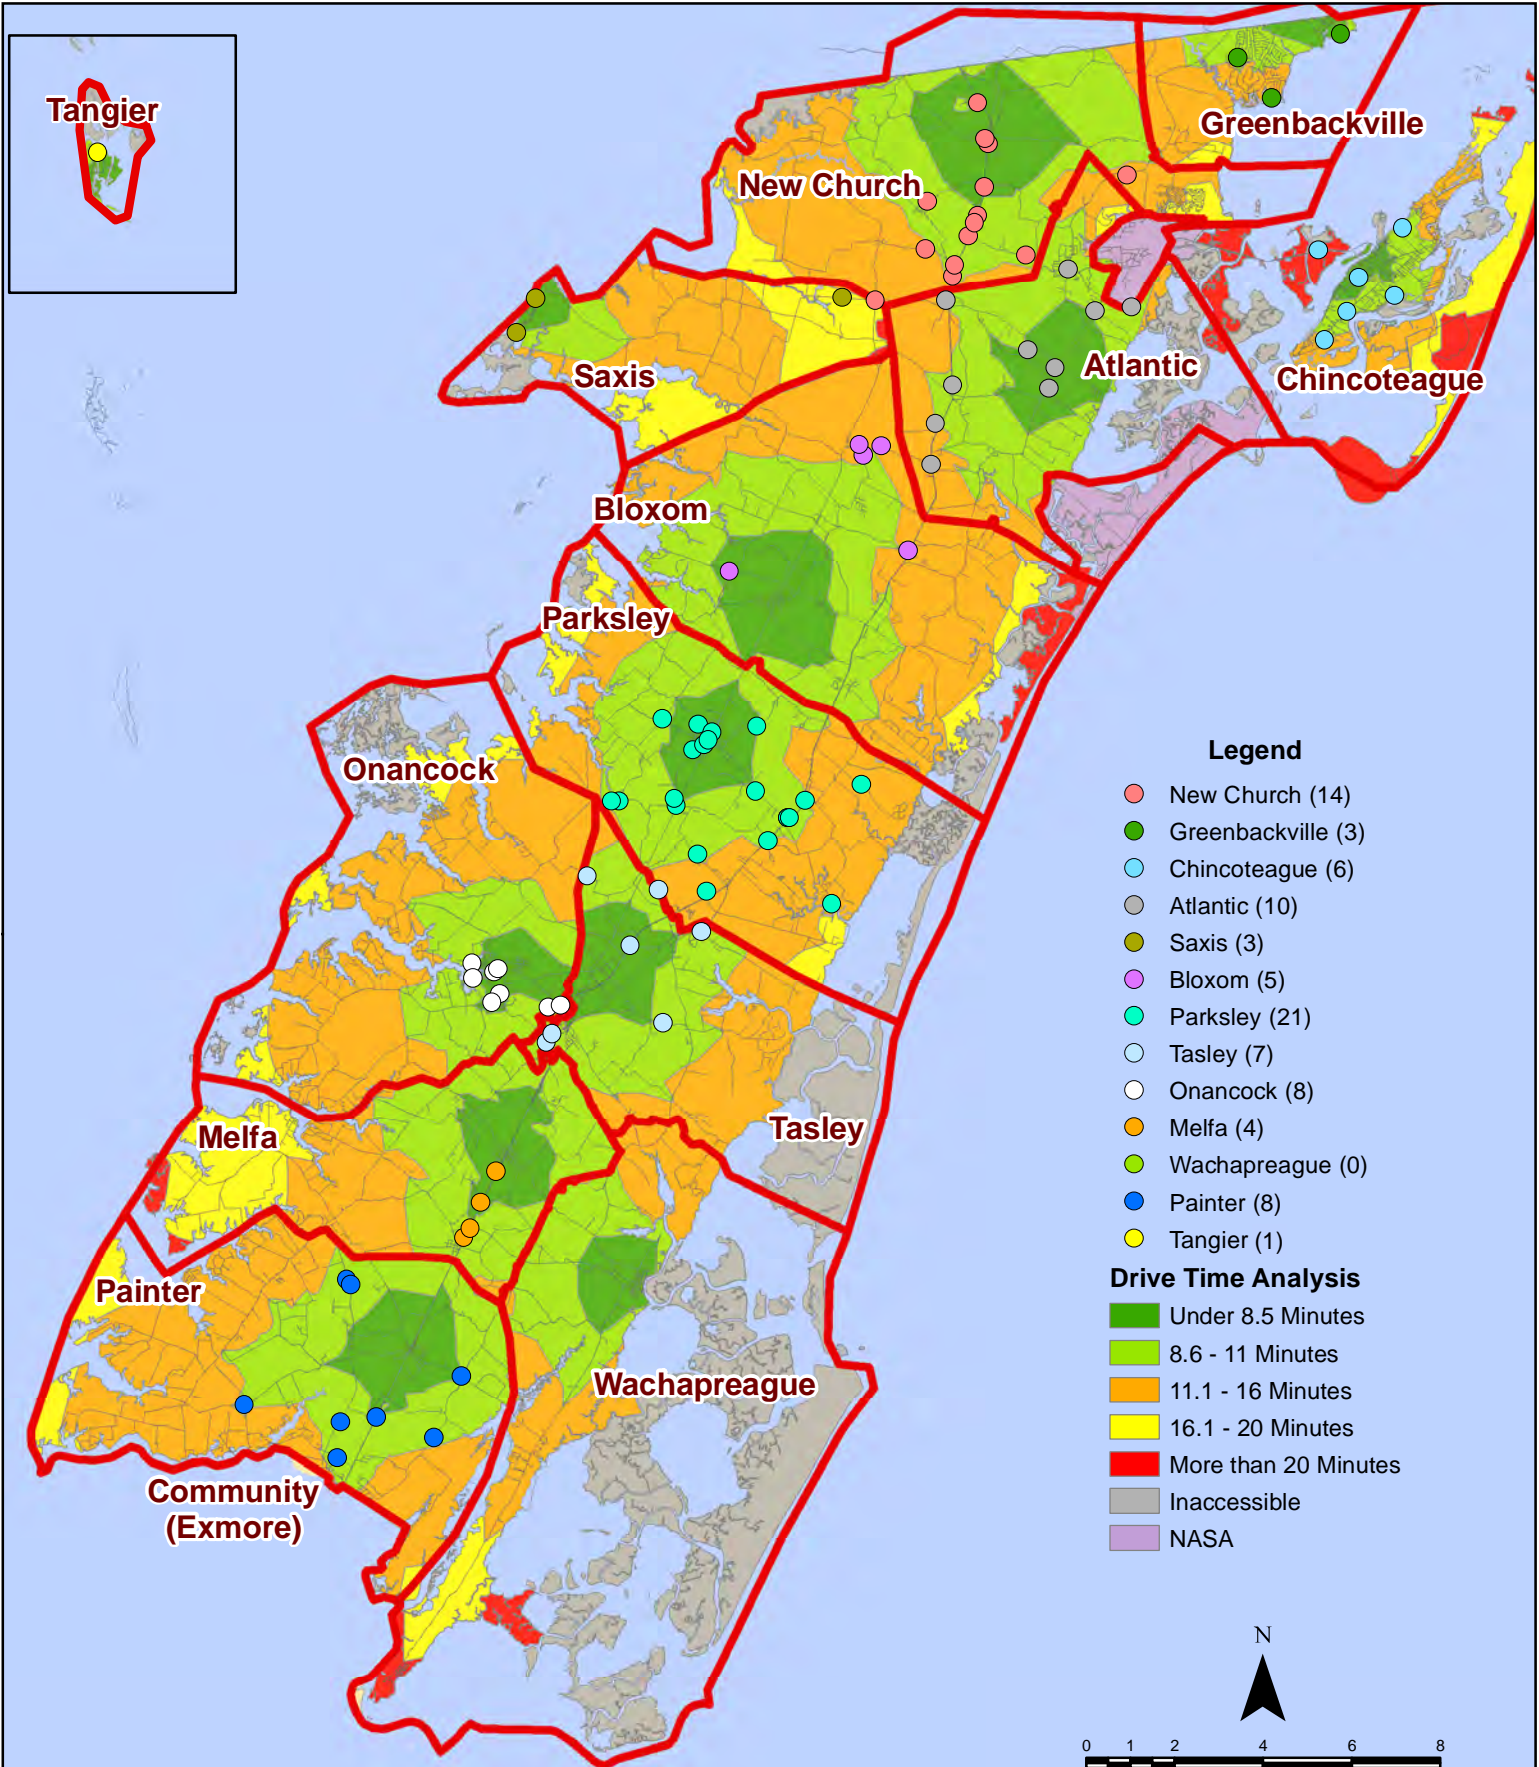 Tangier
Greenbackville
New Church
Atlantic
Chincoteague
Saxis
Bloxom
Parksley
Onancock
Tasley
Melfa
Painter
Wachapreague
Community
(Exmore)
Legend
New Church (14)
Greenbackville (3)
Chincoteague (6)
Atlantic (10)
Saxis (3)
Bloxom (5)
Parksley (21)
Tasley (7)
Onancock (8)
Melfa (4)
Wachapreague (0)
Painter (8)
Tangier (1)
Drive Time Analysis
Under 8.5 Minutes
8.6 - 11 Minutes
11.1 - 16 Minutes
16.1 - 20 Minutes
More than 20 Minutes
Inaccessible
NASA
N
0 1 2 4 6 8